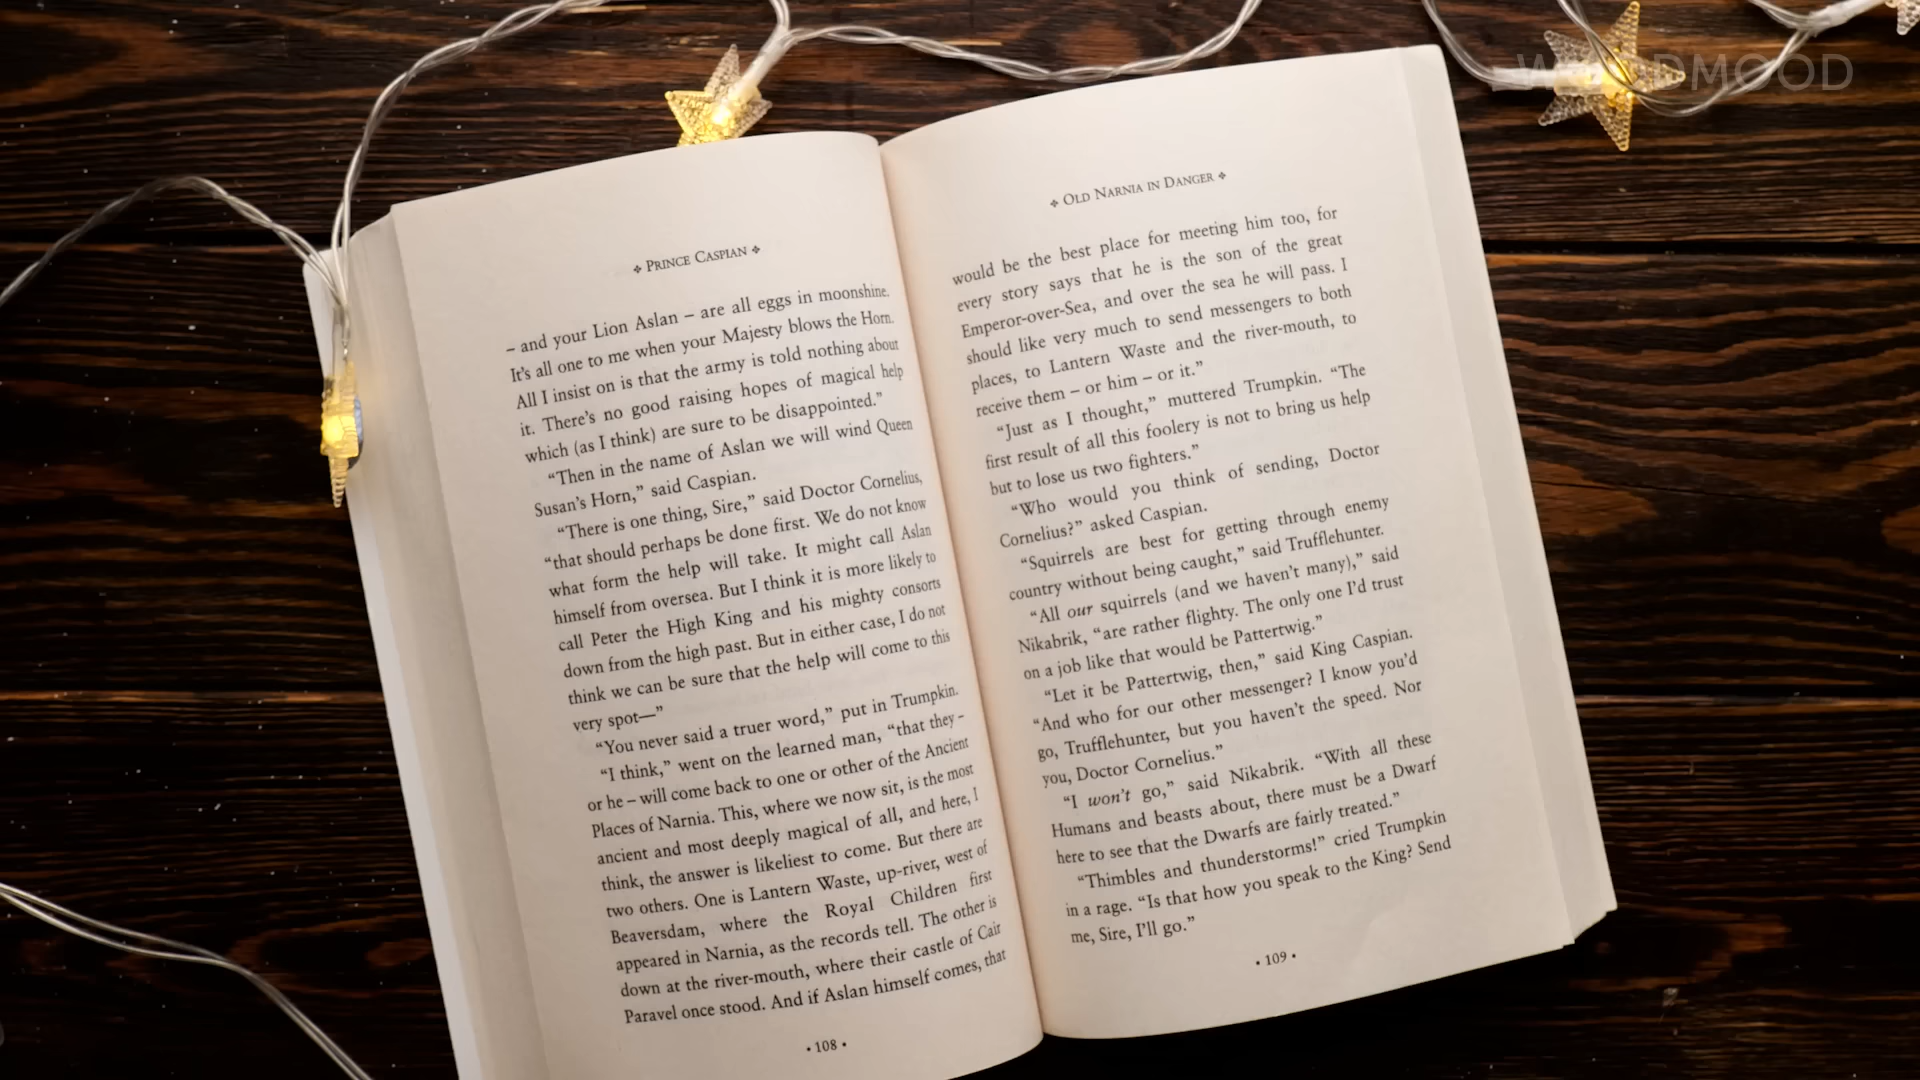 ❖ PRINCE CASPIAN ❖
– and your Lion Aslan – are all eggs in moonshine.
It’s all one to me when your Majesty blows the Horn.
All I insist on is that the army is told nothing about
it. There’s no good raising hopes of magical help
which (as I think) are sure to be disappointed.”
“Then in the name of Aslan we will wind Queen
Susan’s Horn,” said Caspian.
“There is one thing, Sire,” said Doctor Cornelius,
“that should perhaps be done first. We do not know
what form the help will take. It might call Aslan
himself from oversea. But I think it is more likely to
call Peter the High King and his mighty consorts
down from the high past. But in either case, I do not
think we can be sure that the help will come to this
very spot—”
“You never said a truer word,” put in Trumpkin.
“I think,” went on the learned man, “that they –
or he – will come back to one or other of the Ancient
Places of Narnia. This, where we now sit, is the most
ancient and most deeply magical of all, and here, I
think, the answer is likeliest to come. But there are
two others. One is Lantern Waste, up-river, west of
Beaversdam, where the Royal Children first
appeared in Narnia, as the records tell. The other is
down at the river-mouth, where their castle of Cair
Paravel once stood. And if Aslan himself comes, that
• 108 •
❖ OLD NARNIA IN DANGER ❖
would be the best place for meeting him too, for
every story says that he is the son of the great
Emperor-over-Sea, and over the sea he will pass. I
should like very much to send messengers to both
places, to Lantern Waste and the river-mouth, to
receive them – or him – or it.”
“Just as I thought,” muttered Trumpkin. “The
first result of all this foolery is not to bring us help
but to lose us two fighters.”
“Who would you think of sending, Doctor
Cornelius?” asked Caspian.
“Squirrels are best for getting through enemy
country without being caught,” said Trufflehunter.
“All our squirrels (and we haven’t many),” said
Nikabrik, “are rather flighty. The only one I’d trust
on a job like that would be Pattertwig.”
“Let it be Pattertwig, then,” said King Caspian.
“And who for our other messenger? I know you’d
go, Trufflehunter, but you haven’t the speed. Nor
you, Doctor Cornelius.”
“I won’t go,” said Nikabrik. “With all these
Humans and beasts about, there must be a Dwarf
here to see that the Dwarfs are fairly treated.”
“Thimbles and thunderstorms!” cried Trumpkin
in a rage. “Is that how you speak to the King? Send
me, Sire, I’ll go.”
• 109 •